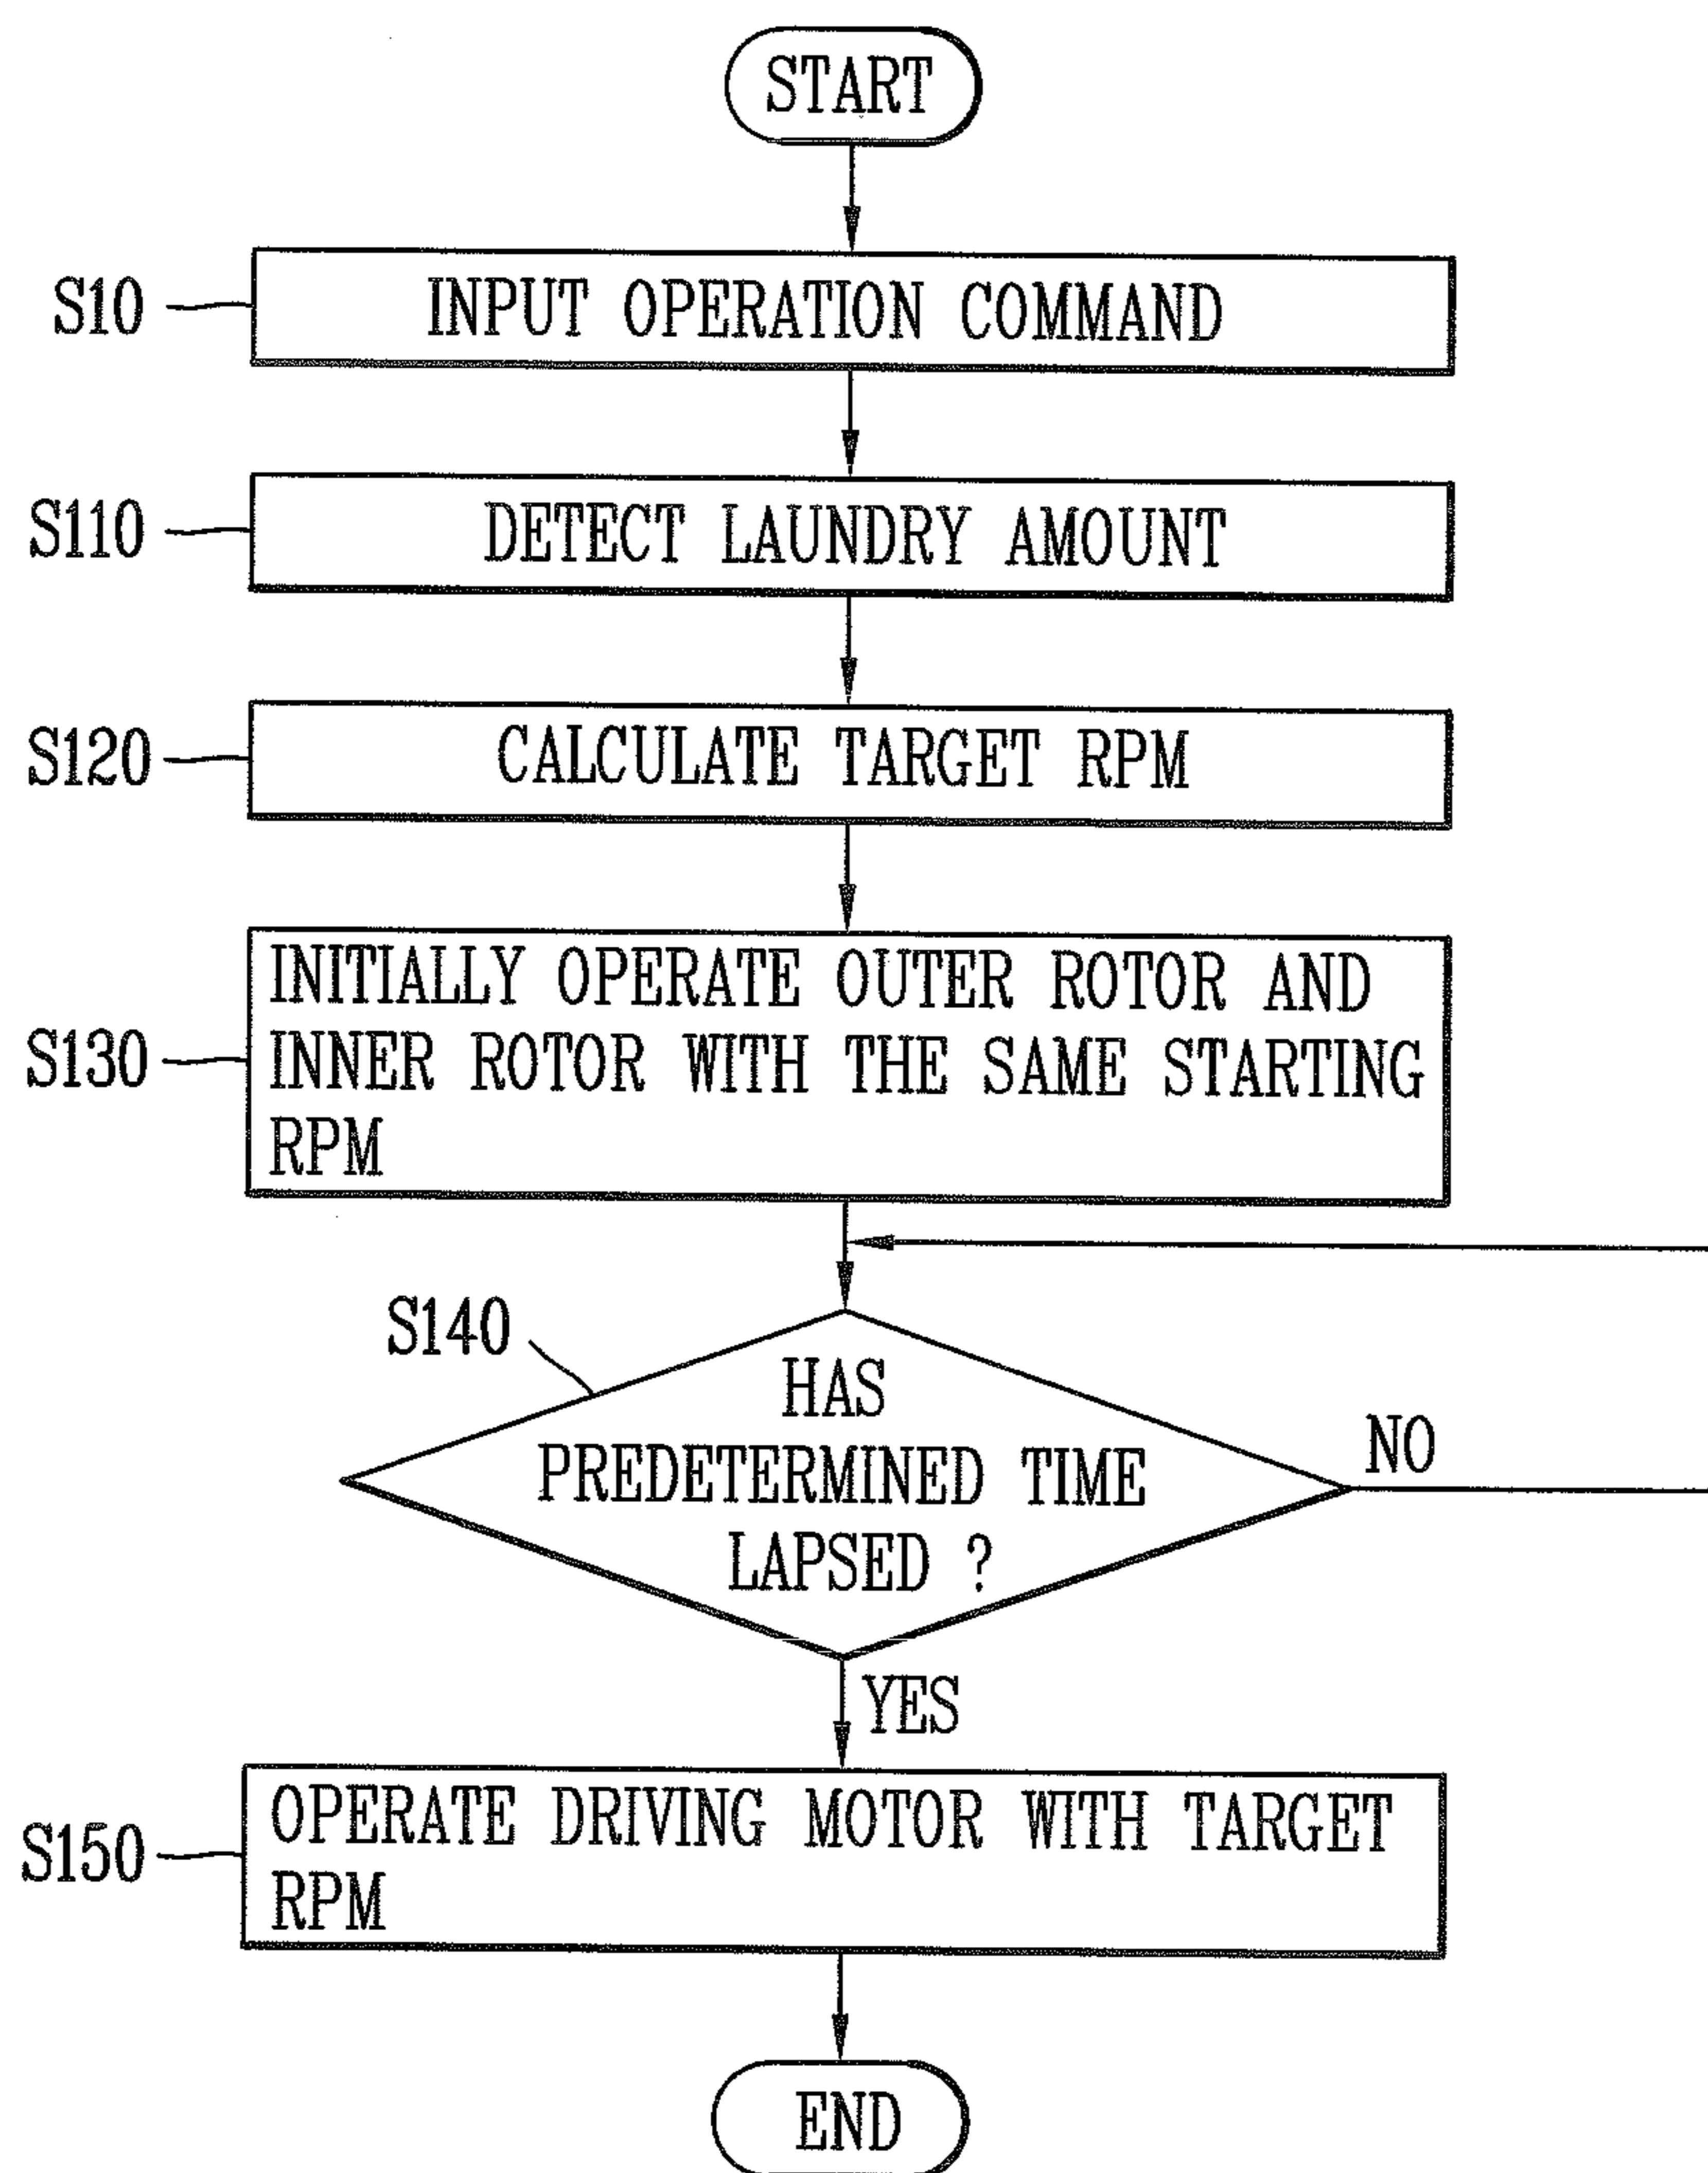 START
S10
INPUT OPERATION COMMAND
S110
DETECT LAUNDRY AMOUNT
S120
CALCULATE TARGET RPM
S130
INITIALLY OPERATE OUTER ROTOR AND
INNER ROTOR WITH THE SAME STARTING
RPM
S140
HAS
PREDETERMINED TIME
LAPSED ?
NO
YES
S150
OPERATE DRIVING MOTOR WITH TARGET
RPM
END